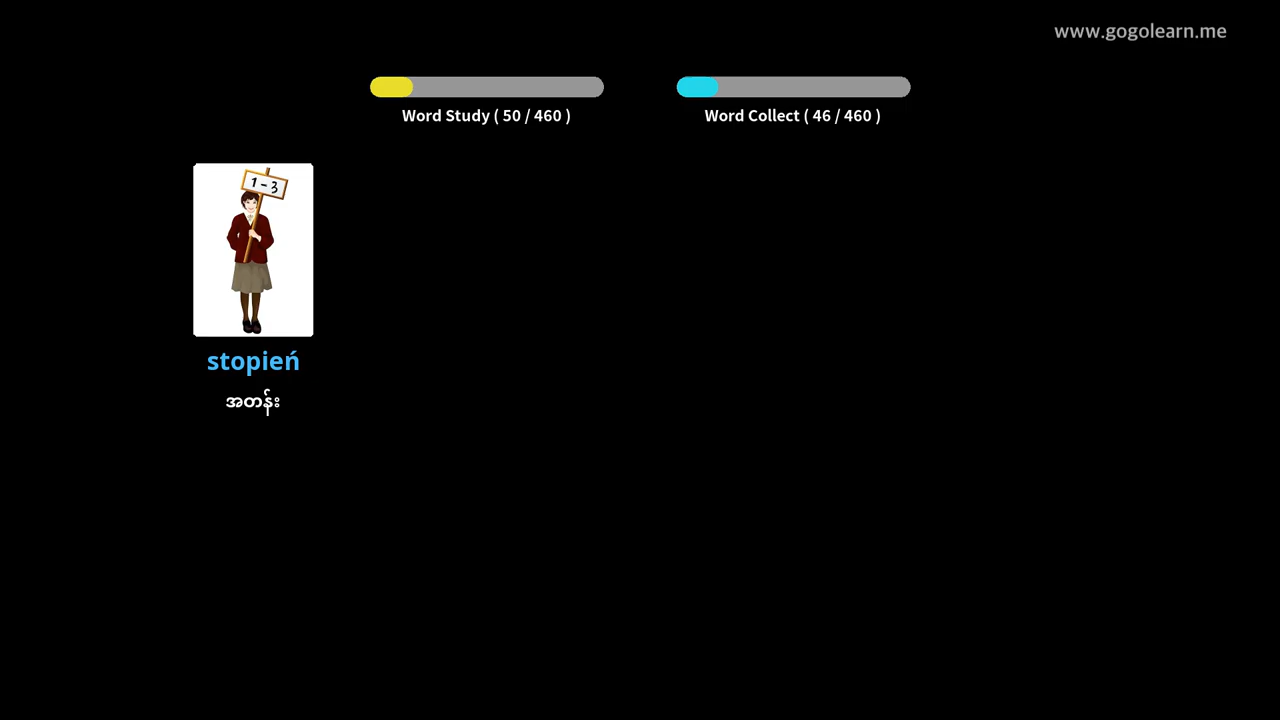 www.gogolearn.me
Word Study ( 50 / 460 )
Word Collect ( 46 / 460 )
1 - 3
stopień
အတန်း